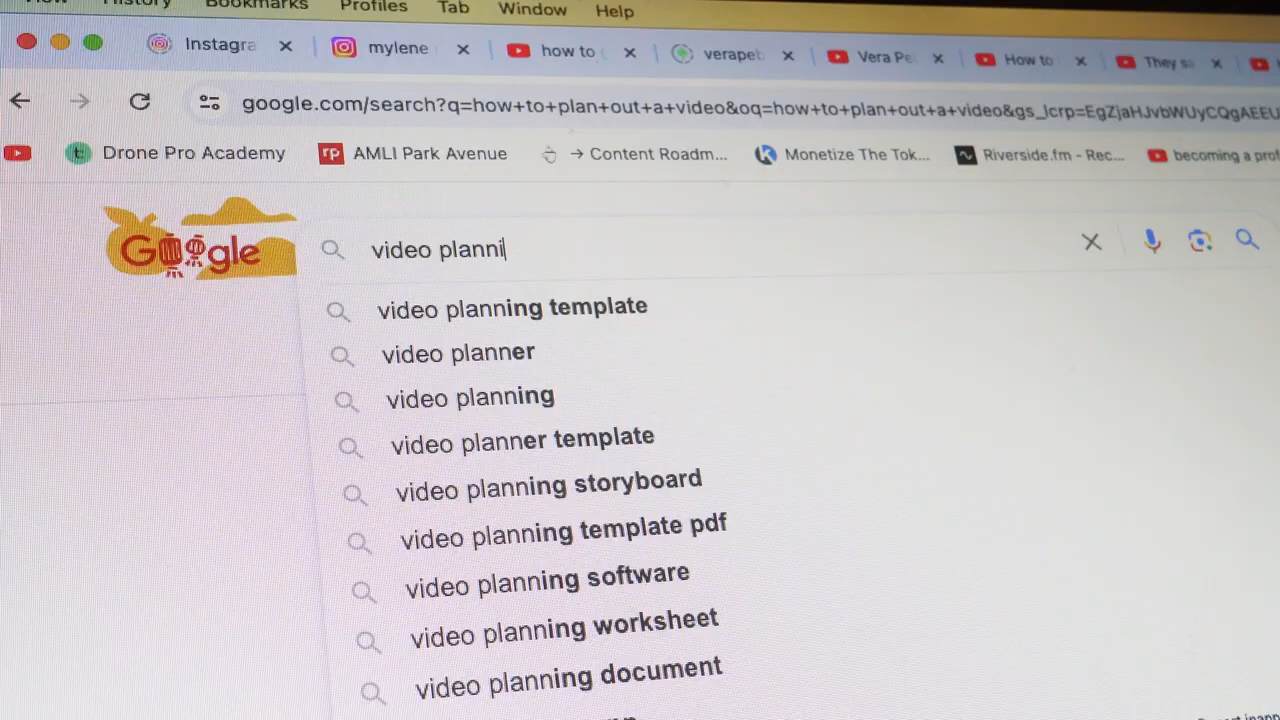 History Bookmarks Profiles Tab Window Help
Instagra mylene how to verapeb Vera Pe How to They s
google.com/search?q=how+to+plan+out+a+video&oq=how+to+plan+out+a+video&gs_lcrp=EgZjaHJvbWUyCQgAEEU
Drone Pro Academy rp AMLI Park Avenue → Content Roadm... Monetize The Tok... Riverside.fm - Rec... becoming a prof
Google
video planni
video planning template
video planner
video planning
video planner template
video planning storyboard
video planning template pdf
video planning software
video planning worksheet
video planning document